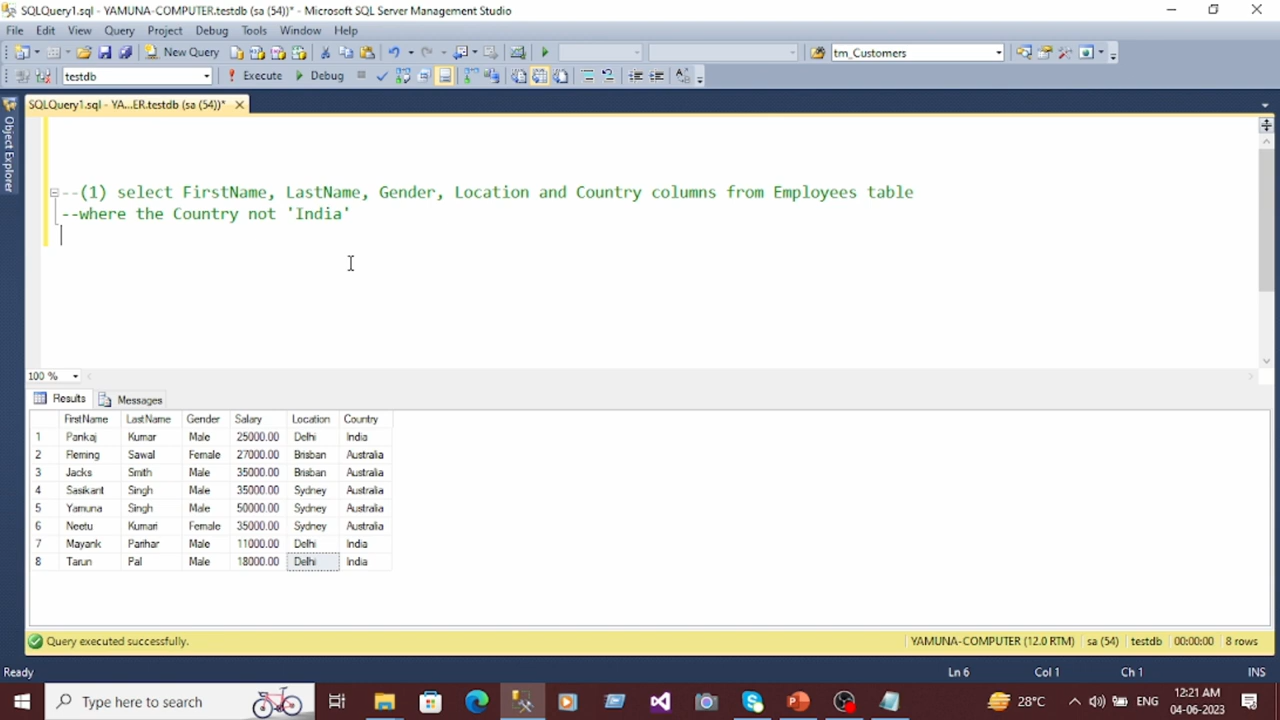 SQLQuery1.sql - YAMUNA-COMPUTER.testdb (sa (54))* - Microsoft SQL Server Management Studio
File Edit View Query Project Debug Tools Window Help
New Query tm_Customers
testdb Execute Debug
SQLQuery1.sql - YA...ER.testdb (sa (54))*
Object Explorer
--(1) select FirstName, LastName, Gender, Location and Country columns from Employees table
--where the Country not 'India'
100 %
Results Messages
FirstName LastName Gender Salary Location Country
1 Pankaj Kumar Male 25000.00 Delhi India
2 Fleming Sawal Female 27000.00 Brisban Australia
3 Jacks Smith Male 35000.00 Brisban Australia
4 Sasikant Singh Male 35000.00 Sydney Australia
5 Yamuna Singh Male 50000.00 Sydney Australia
6 Neetu Kumari Female 35000.00 Sydney Australia
7 Mayank Parihar Male 11000.00 Delhi India
8 Tarun Pal Male 18000.00 Delhi India
Query executed successfully. YAMUNA-COMPUTER (12.0 RTM) sa (54) testdb 00:00:00 8 rows
Ready Ln 6 Col 1 Ch 1 INS
Type here to search 28°C ENG 12:21 AM
04-06-2023